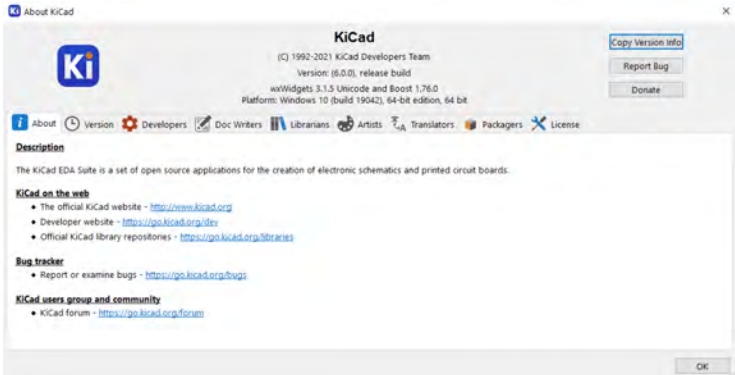 About KiCad
KiCad
(C) 1992-2021 KiCad Developers Team
Version: (6.0.0), release build
wxWidgets 3.1.5 Unicode and Boost 1.76.0
Platform: Windows 10 (build 19042), 64-bit edition, 64 bit
Copy Version Info
Report Bug
Donate
Ki
About Version Developers Doc Writers Librarians Artists Translators Packagers License
Description
The KiCad EDA Suite is a set of open source applications for the creation of electronic schematics and printed circuit boards.
KiCad on the web
• The official KiCad website - http://www.kicad.org
• Developer website - https://go.kicad.org/dev
• Official KiCad library repositories - https://go.kicad.org/libraries
Bug tracker
• Report or examine bugs - https://go.kicad.org/bugs
KiCad users group and community
• KiCad forum - https://go.kicad.org/forum
OK